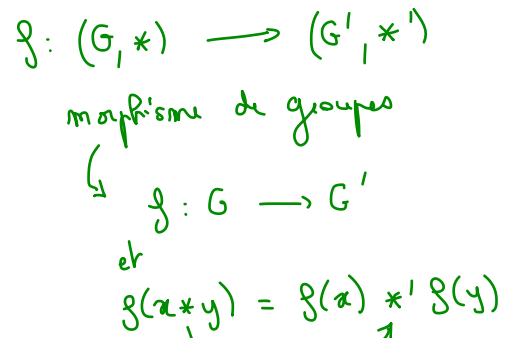 f : (G, *) ⟶ (G', *')
morphisme de groupes
f : G ⟶ G'
et
f(x * y) = f(x) *' f(y)